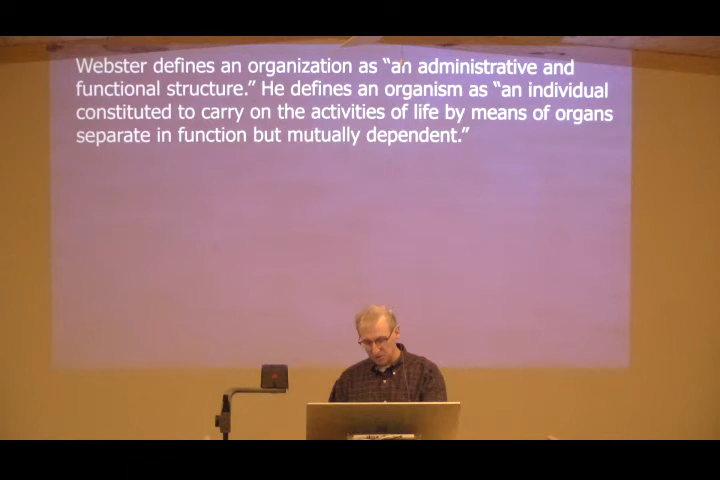 Webster defines an organization as “an administrative and
functional structure.” He defines an organism as “an individual
constituted to carry on the activities of life by means of organs
separate in function but mutually dependent.”